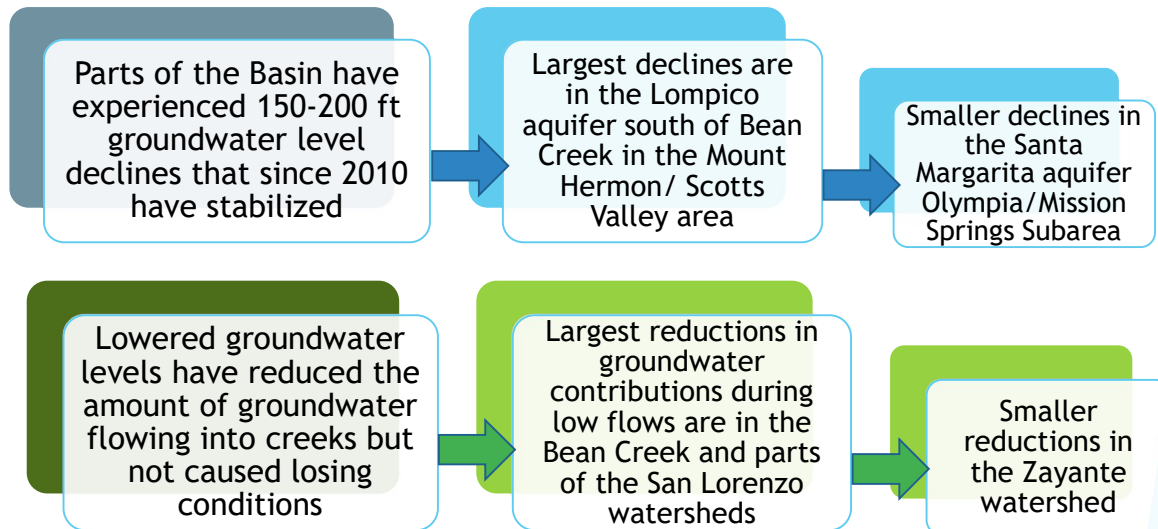 Parts of the Basin have
experienced 150-200 ft
groundwater level
declines that since 2010
have stabilized
Largest declines are
in the Lompico
aquifer south of Bean
Creek in the Mount
Hermon/ Scotts
Valley area
Smaller declines in
the Santa
Margarita aquifer
Olympia/Mission
Springs Subarea
Lowered groundwater
levels have reduced the
amount of groundwater
flowing into creeks but
not caused losing
conditions
Largest reductions in
groundwater
contributions during
low flows are in the
Bean Creek and parts
of the San Lorenzo
watersheds
Smaller
reductions in
the Zayante
watershed